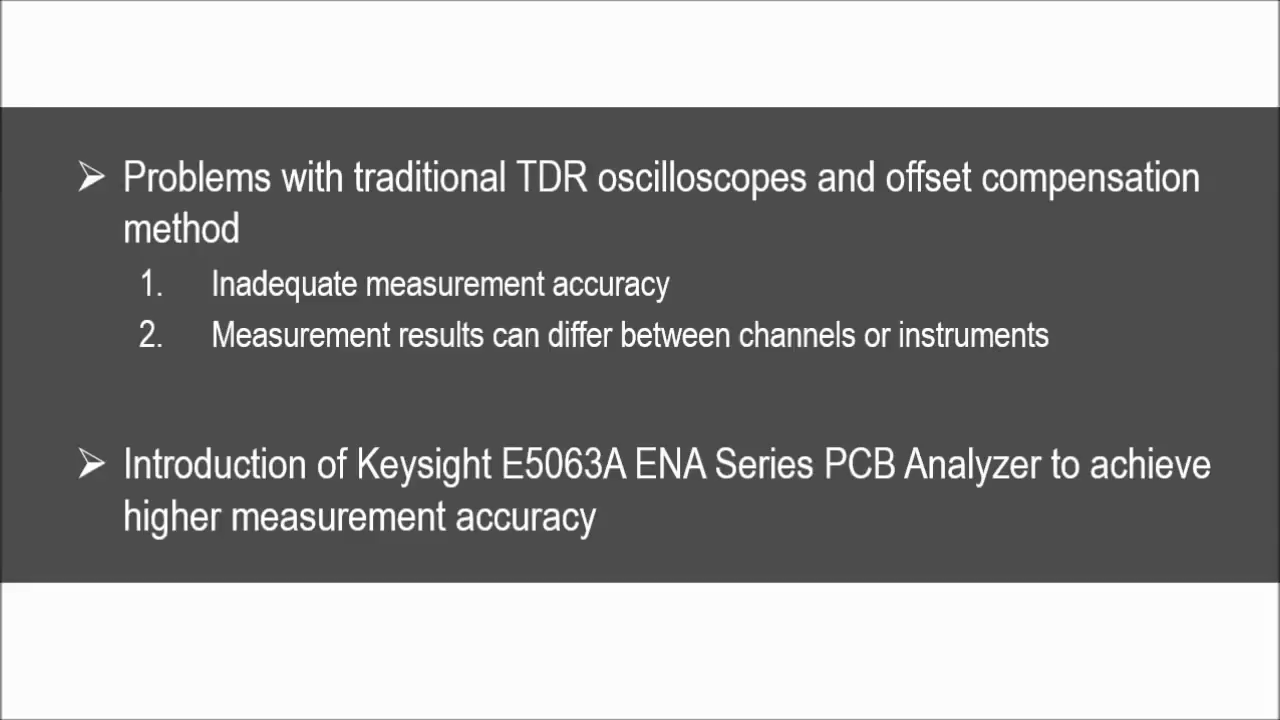 ➢ Problems with traditional TDR oscilloscopes and offset compensation
method
1. Inadequate measurement accuracy
2. Measurement results can differ between channels or instruments
➢ Introduction of Keysight E5063A ENA Series PCB Analyzer to achieve
higher measurement accuracy